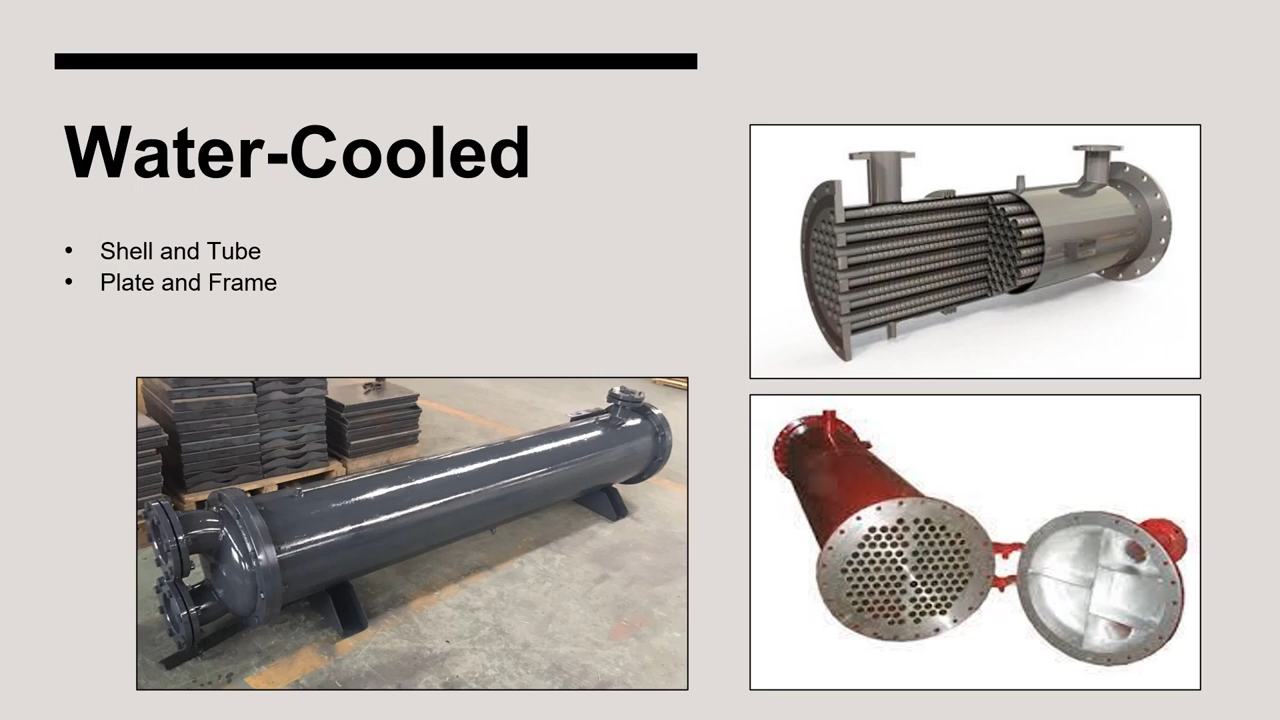 Water-Cooled
• Shell and Tube
• Plate and Frame